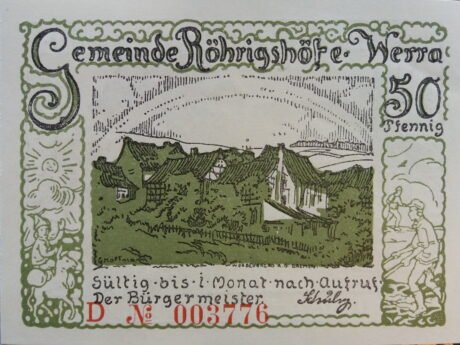 Gemeinde Röhrigshöfe · Werra
50
Pfennig
Gültig · bis · 1 · Monat · nach · Aufruf ·
Der Bürgermeister
D № 003776